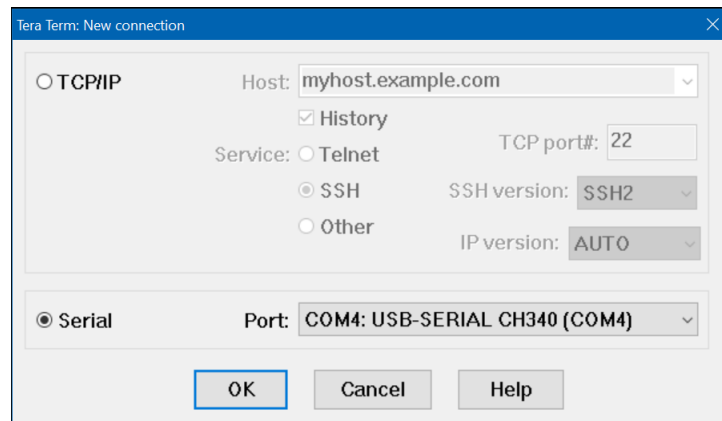 Tera Term: New connection
TCP/IP
Host: myhost.example.com
History
Service: Telnet
TCP port#: 22
SSH
SSH version: SSH2
Other
IP version: AUTO
Serial
Port: COM4: USB-SERIAL CH340 (COM4)
OK Cancel Help